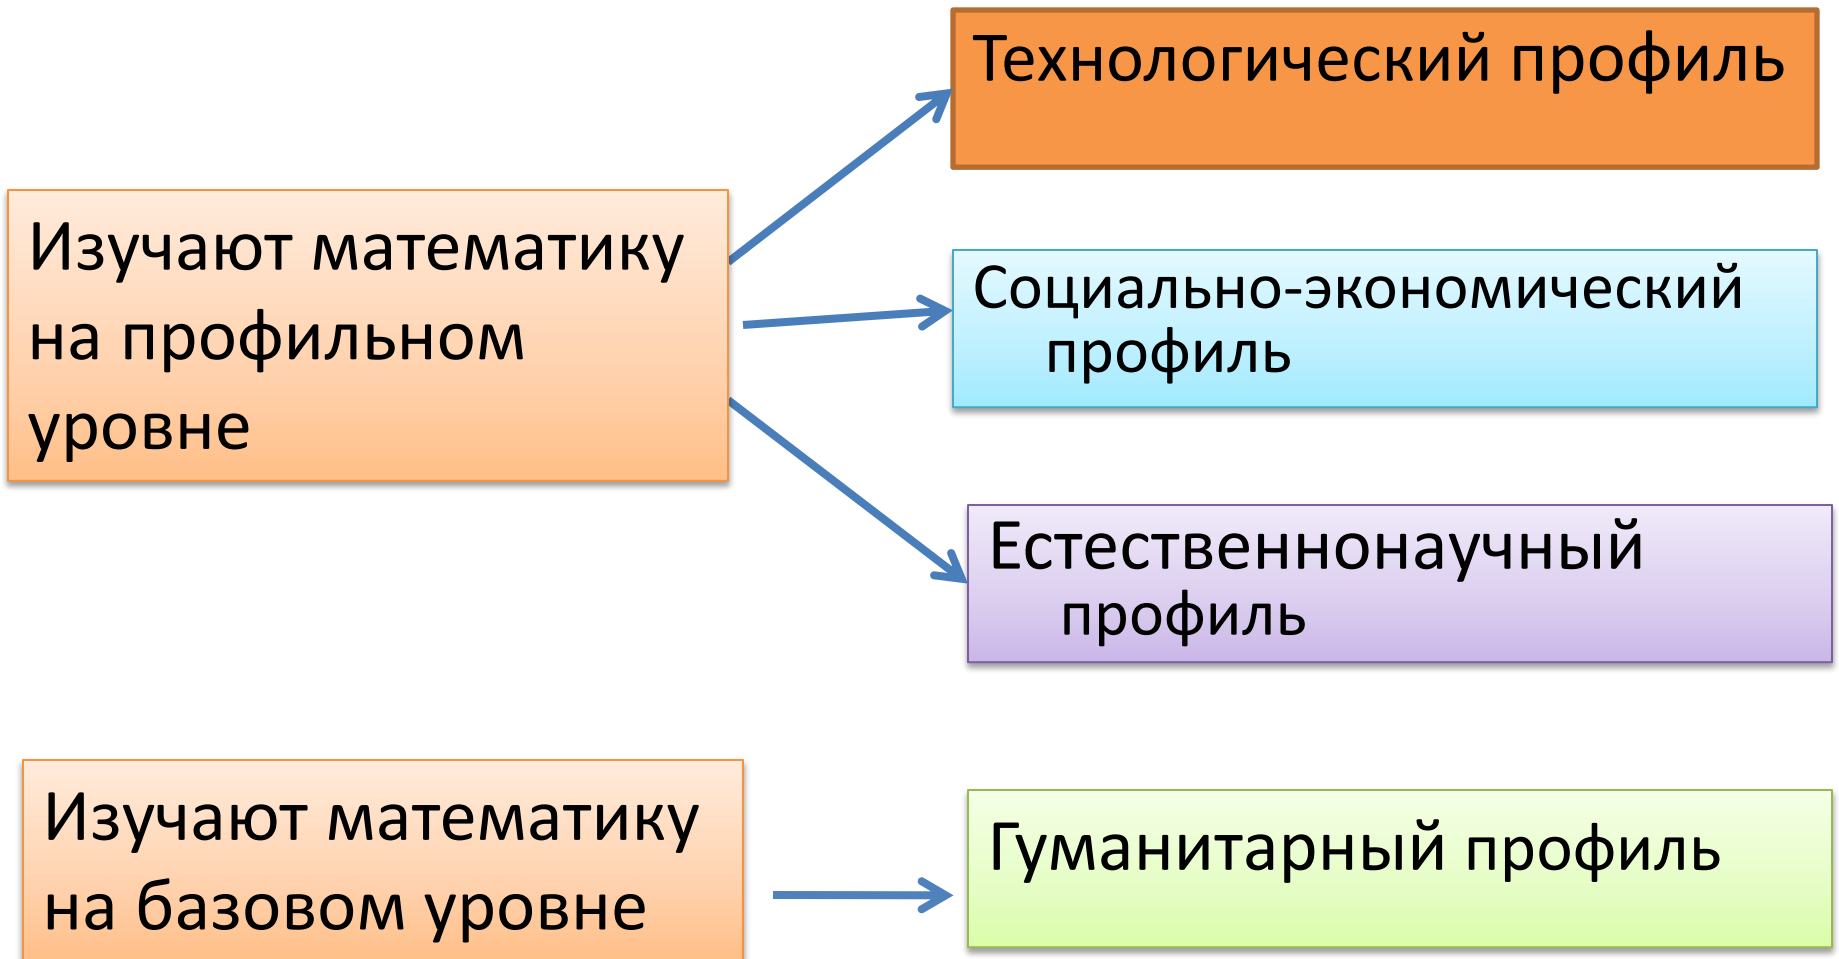 Технологический профиль
Изучают математику
на профильном
уровне
Социально-экономический
профиль
Естественнонаучный
профиль
Изучают математику
на базовом уровне
Гуманитарный профиль